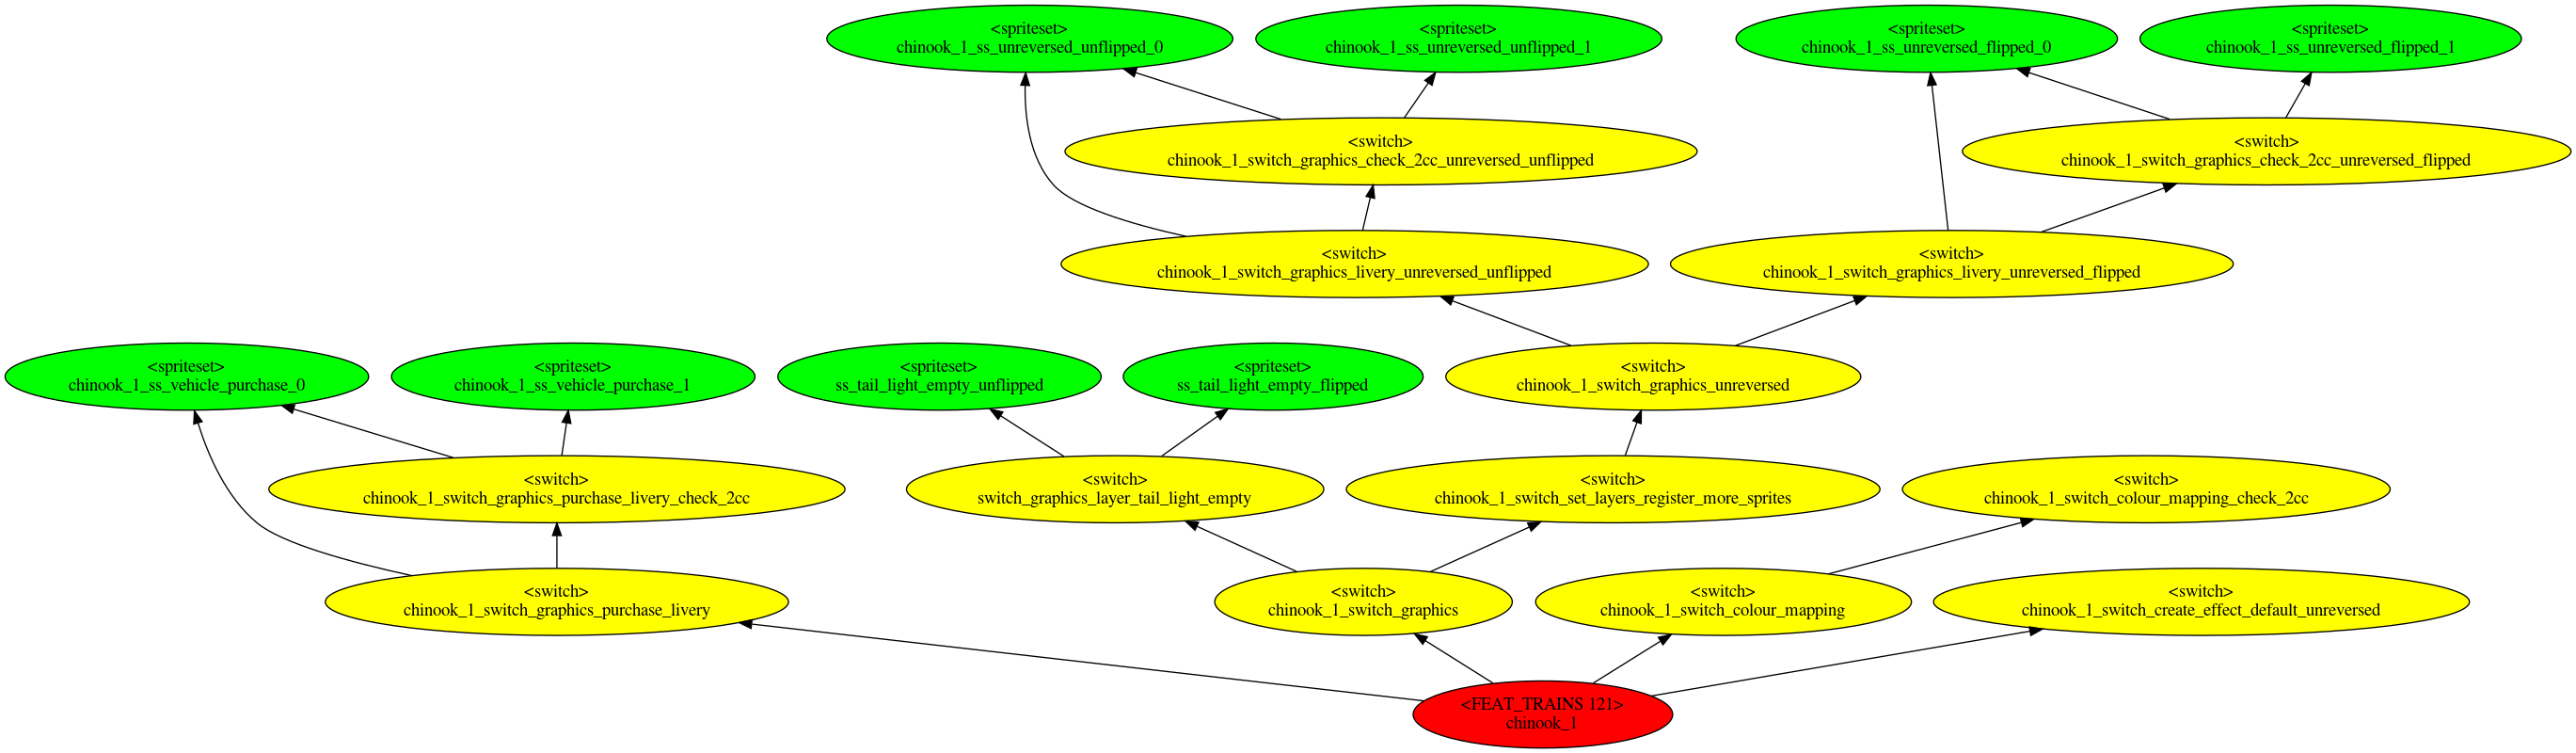 <spriteset>
chinook_1_ss_unreversed_unflipped_0
<spriteset>
chinook_1_ss_unreversed_unflipped_1
<spriteset>
chinook_1_ss_unreversed_flipped_0
<spriteset>
chinook_1_ss_unreversed_flipped_1
<switch>
chinook_1_switch_graphics_check_2cc_unreversed_unflipped
<switch>
chinook_1_switch_graphics_check_2cc_unreversed_flipped
<switch>
chinook_1_switch_graphics_livery_unreversed_unflipped
<switch>
chinook_1_switch_graphics_livery_unreversed_flipped
<spriteset>
chinook_1_ss_vehicle_purchase_0
<spriteset>
chinook_1_ss_vehicle_purchase_1
<spriteset>
ss_tail_light_empty_unflipped
<spriteset>
ss_tail_light_empty_flipped
<switch>
chinook_1_switch_graphics_unreversed
<switch>
chinook_1_switch_graphics_purchase_livery_check_2cc
<switch>
switch_graphics_layer_tail_light_empty
<switch>
chinook_1_switch_set_layers_register_more_sprites
<switch>
chinook_1_switch_colour_mapping_check_2cc
<switch>
chinook_1_switch_graphics_purchase_livery
<switch>
chinook_1_switch_graphics
<switch>
chinook_1_switch_colour_mapping
<switch>
chinook_1_switch_create_effect_default_unreversed
<FEAT_TRAINS 121>
chinook_1